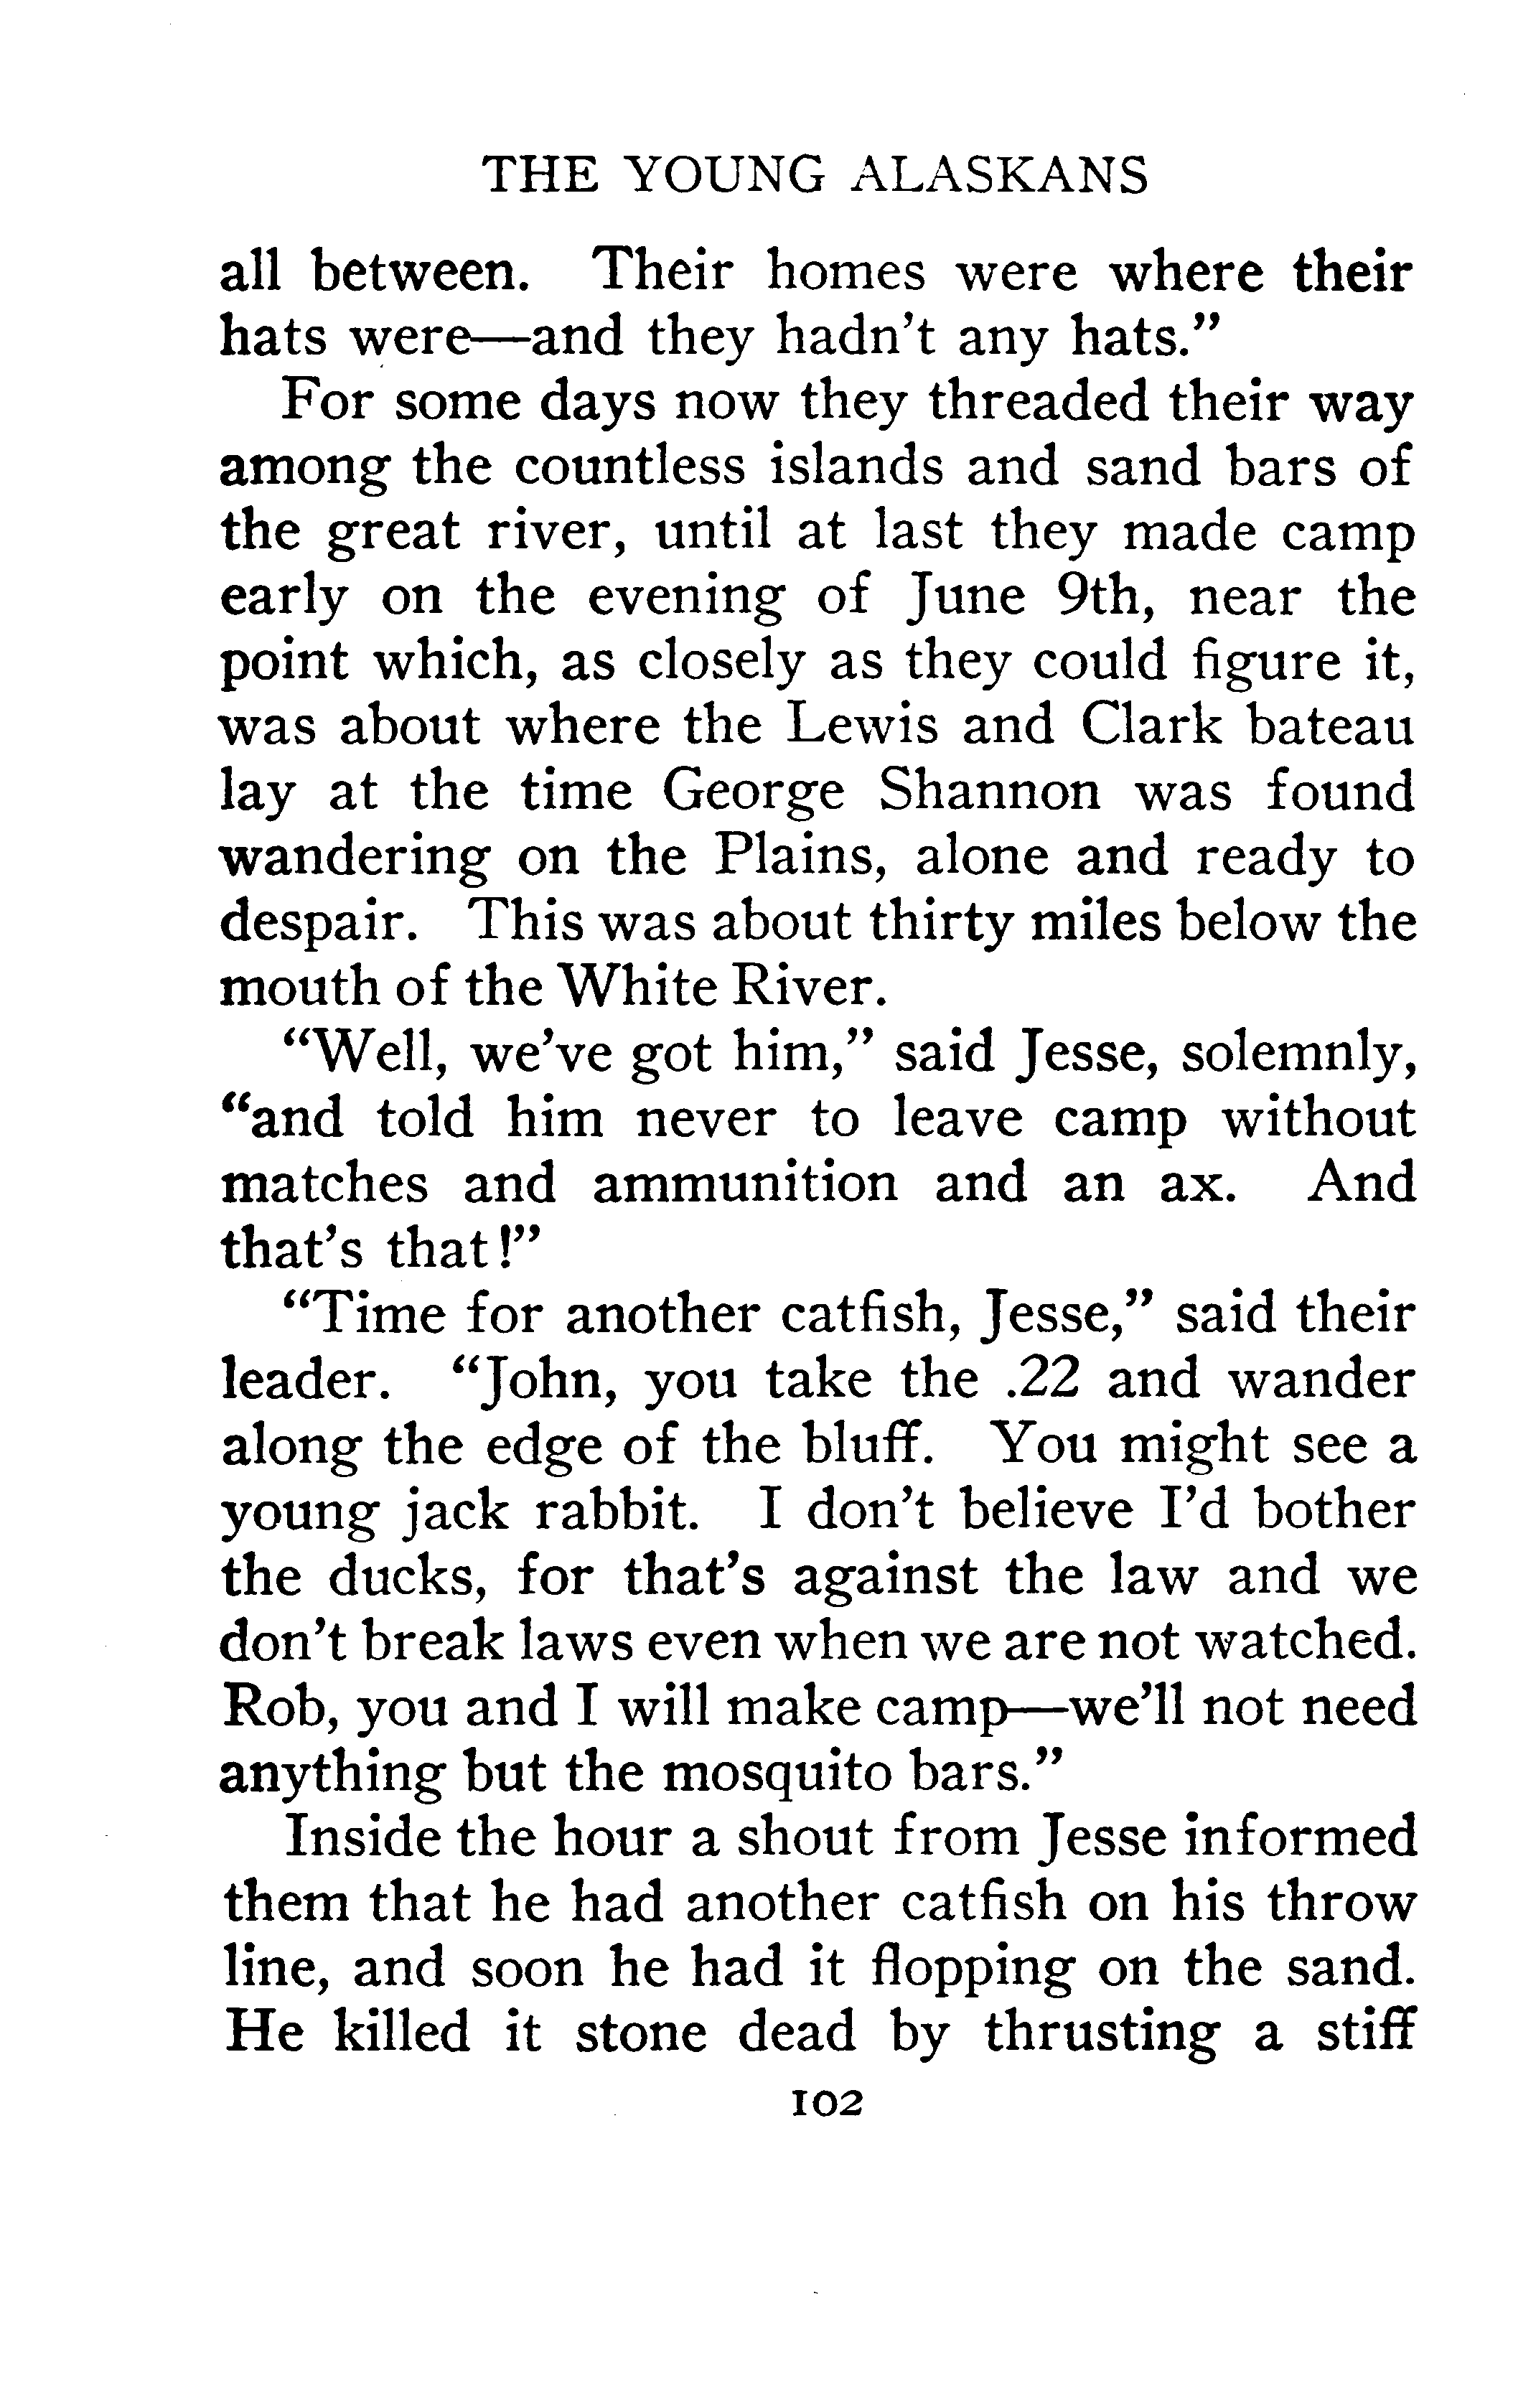 THE YOUNG ALASKANS
all between. Their homes were where their
hats were—and they hadn't any hats.”
For some days now they threaded their way
among the countless islands and sand bars of
the great river, until at last they made camp
early on the evening of June 9th, near the
point which, as closely as they could figure it,
was about where the Lewis and Clark bateau
lay at the time George Shannon was found
wandering on the Plains, alone and ready to
despair. This was about thirty miles below the
mouth of the White River.
“Well, we've got him,” said Jesse, solemnly,
“and told him never to leave camp without
matches and ammunition and an ax. And
that's that!”
“Time for another catfish, Jesse,” said their
leader. “John, you take the .22 and wander
along the edge of the bluff. You might see a
young jack rabbit. I don't believe I'd bother
the ducks, for that's against the law and we
don't break laws even when we are not watched.
Rob, you and I will make camp—we'll not need
anything but the mosquito bars.”
Inside the hour a shout from Jesse informed
them that he had another catfish on his throw
line, and soon he had it flopping on the sand.
He killed it stone dead by thrusting a stiff
102